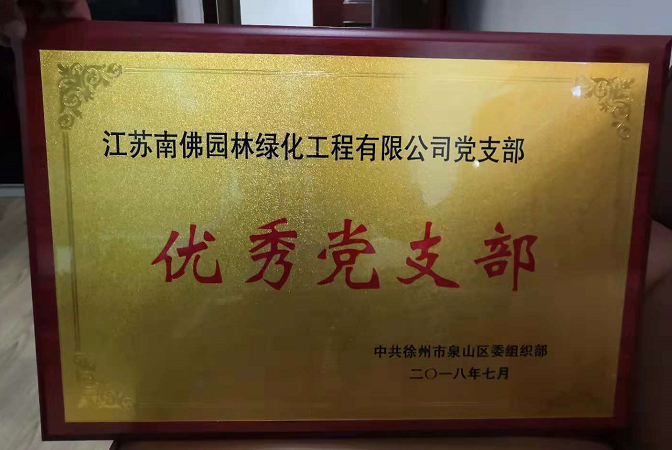 江苏南佛园林绿化工程有限公司党支部
优秀党支部
中共徐州市泉山区委组织部
二〇一八年七月